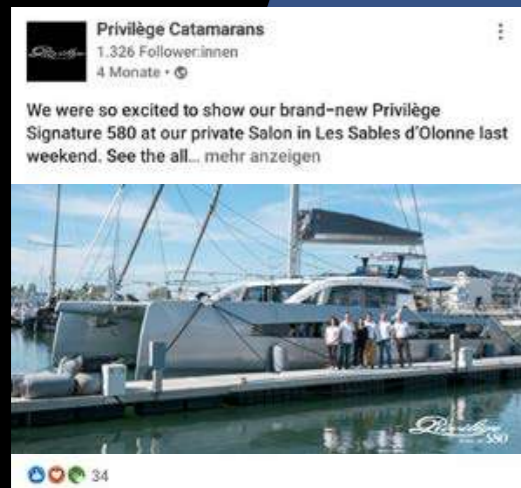 Privilège Catamarans
1.326 Follower:innen
4 Monate •
We were so excited to show our brand-new Privilège
Signature 580 at our private Salon in Les Sables d'Olonne last
weekend. See the all... mehr anzeigen
Privilège
580
34